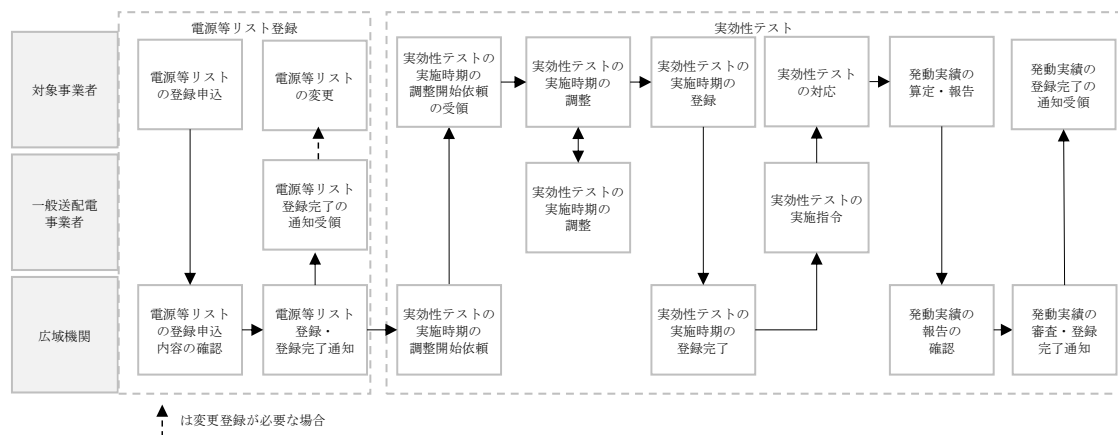 電源等リスト登録
実効性テスト
対象事業者
電源等リスト
の登録申込
電源等リスト
の変更
実効性テストの
実施時期の
調整開始依頼
の受領
実効性テストの
実施時期の
調整
実効性テストの
実施時期の
登録
実効性テスト
の対応
発動実績の
算定・報告
発動実績の
登録完了の
通知受領
一般送配電
事業者
電源等リスト
登録完了の
通知受領
実効性テストの
実施時期の
調整
実効性テストの
実施指令
広域機関
電源等リスト
の登録申込
内容の確認
電源等リスト
登録・
登録完了通知
実効性テストの
実施時期の
調整開始依頼
実効性テストの
実施時期の
登録完了
発動実績の
報告の
確認
発動実績の
審査・登録
完了通知
は変更登録が必要な場合